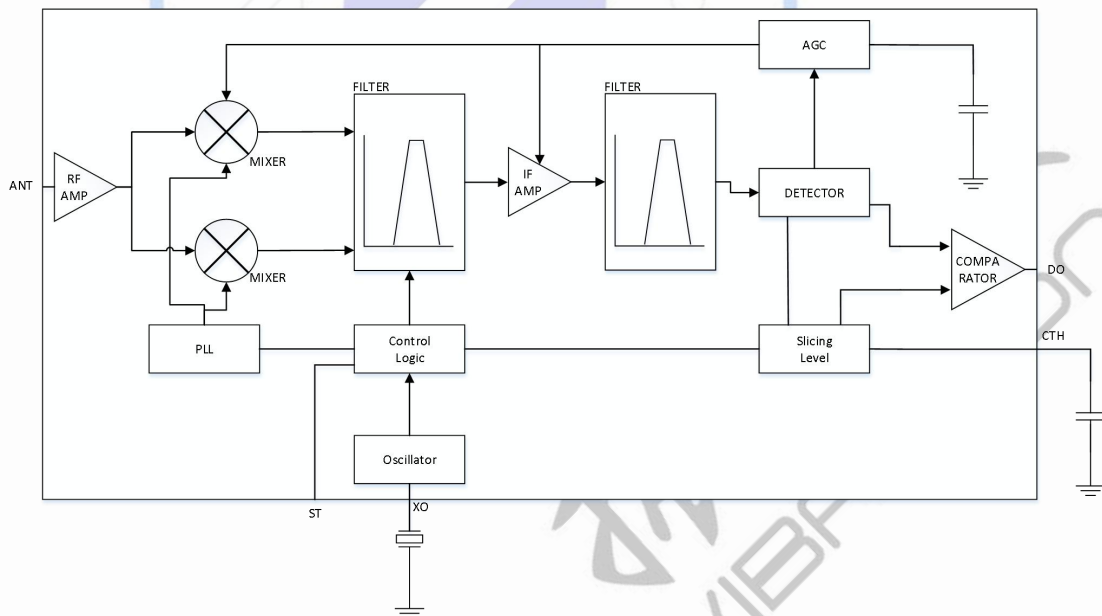 AGC
FILTER
FILTER
MIXER
ANT
RF
AMP
IF
AMP
DETECTOR
MIXER
COMPA
RATOR
DO
PLL
Control
Logic
Slicing
Level
CTH
Oscillator
ST
XO